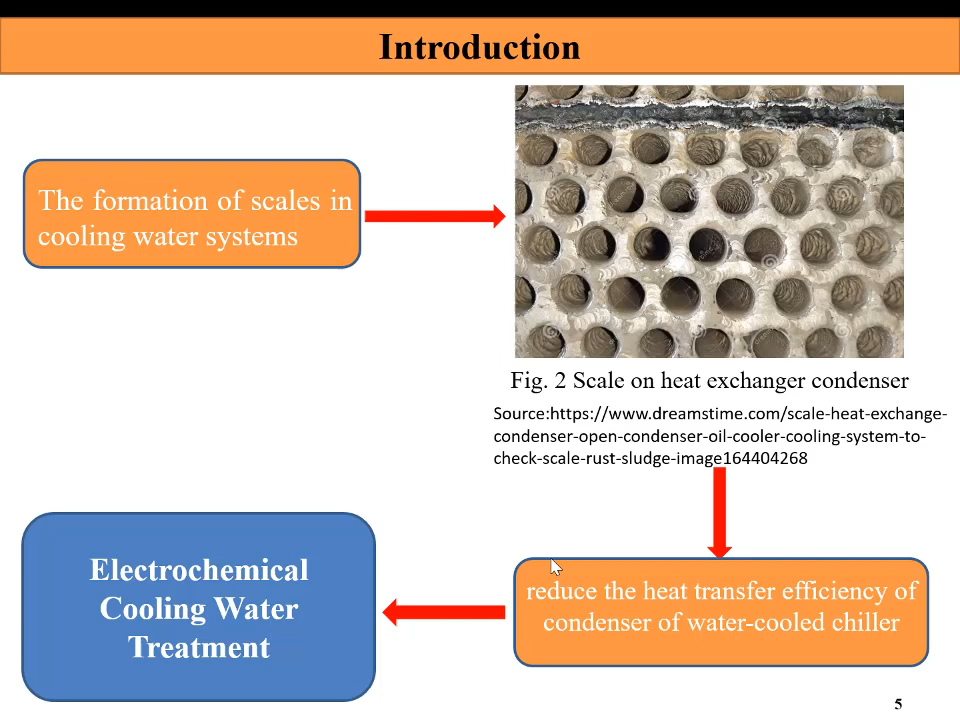 Introduction
The formation of scales in
cooling water systems
Fig. 2 Scale on heat exchanger condenser
Source:https://www.dreamstime.com/scale-heat-exchange-
condenser-open-condenser-oil-cooler-cooling-system-to-
check-scale-rust-sludge-image164404268
reduce the heat transfer efficiency of
condenser of water-cooled chiller
Electrochemical
Cooling Water
Treatment
5